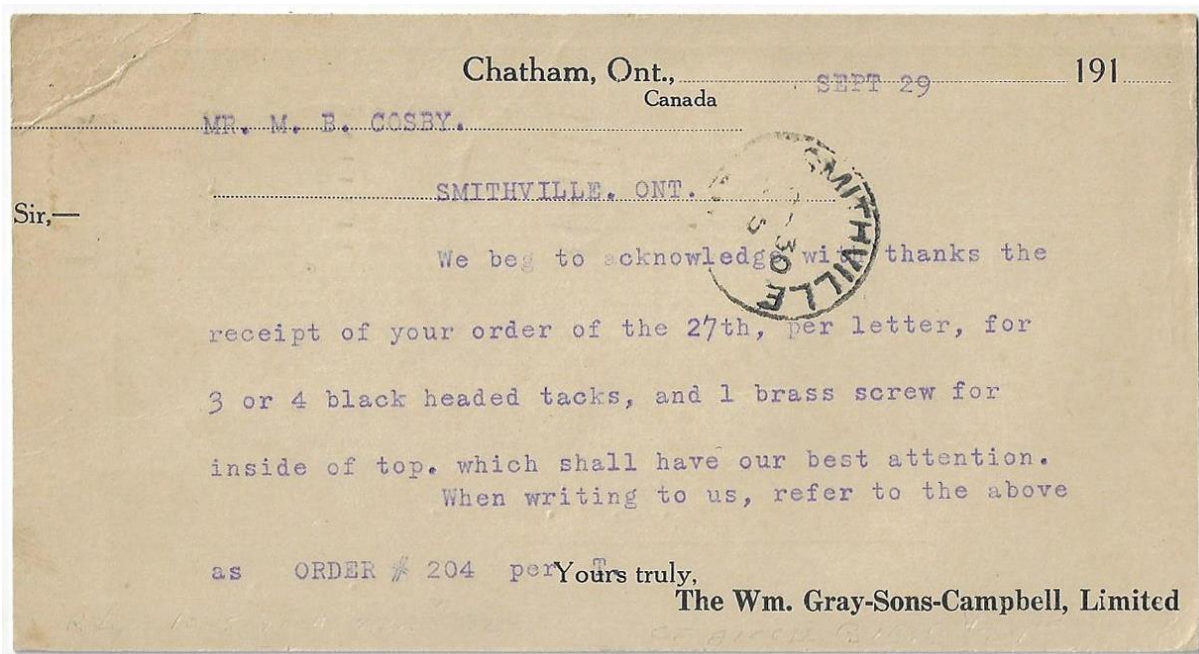 Chatham, Ont., SEPT 29 191
Canada
MR. M. B. COSBY.
SMITHVILLE. ONT.
Sir,—
SMITHVILLE
30
5
We beg to acknowledge with thanks the
receipt of your order of the 27th, per letter, for
3 or 4 black headed tacks, and 1 brass screw for
inside of top. which shall have our best attention.
When writing to us, refer to the above
as ORDER # 204 per T.
Yours truly,
The Wm. Gray-Sons-Campbell, Limited